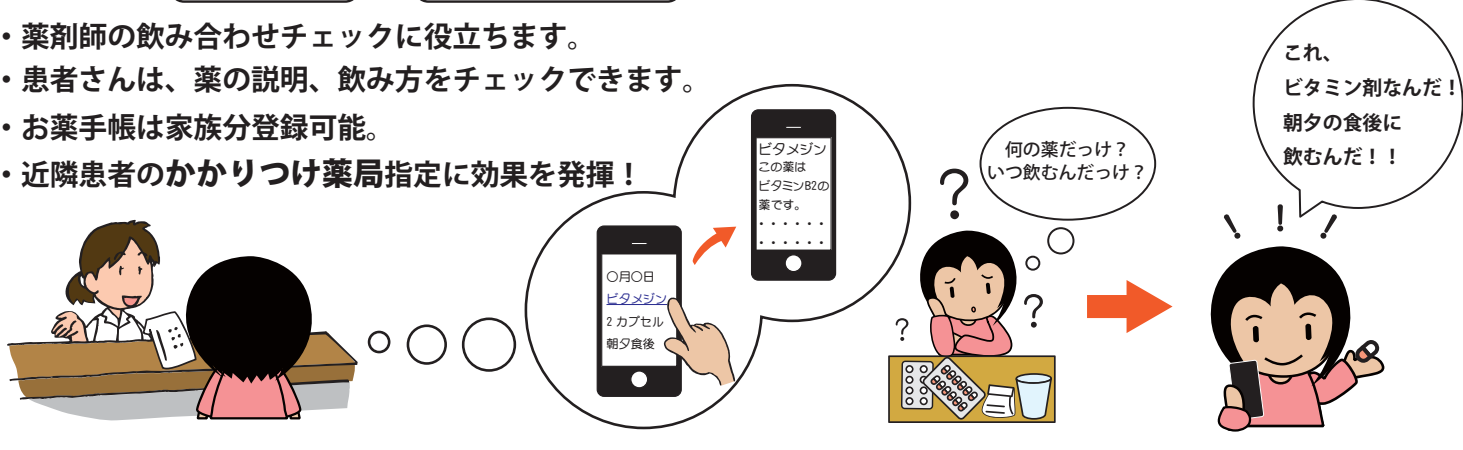 ・薬剤師の飲み合わせチェックに役立ちます。
・患者さんは、薬の説明、飲み方をチェックできます。
・お薬手帳は家族分登録可能。
・近隣患者のかかりつけ薬局指定に効果を発揮！
〇月〇日
ビタメジン
2 カプセル
朝夕食後
ビタメジン
この薬は
ビタミンB2の
薬です。
・・・・・・
・・・・・・
何の薬だっけ？
いつ飲むんだっけ？
？
？
？
これ、
ビタミン剤なんだ！
朝夕の食後に
飲むんだ！！
！！！